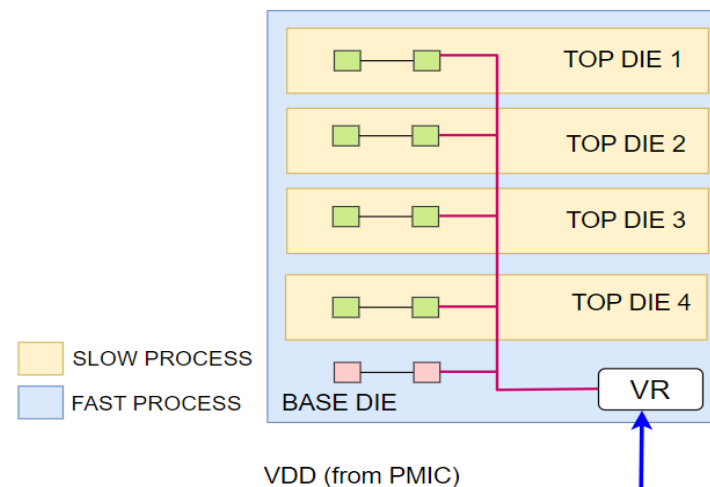 TOP DIE 1
TOP DIE 2
TOP DIE 3
TOP DIE 4
SLOW PROCESS
FAST PROCESS
BASE DIE
VR
VDD (from PMIC)